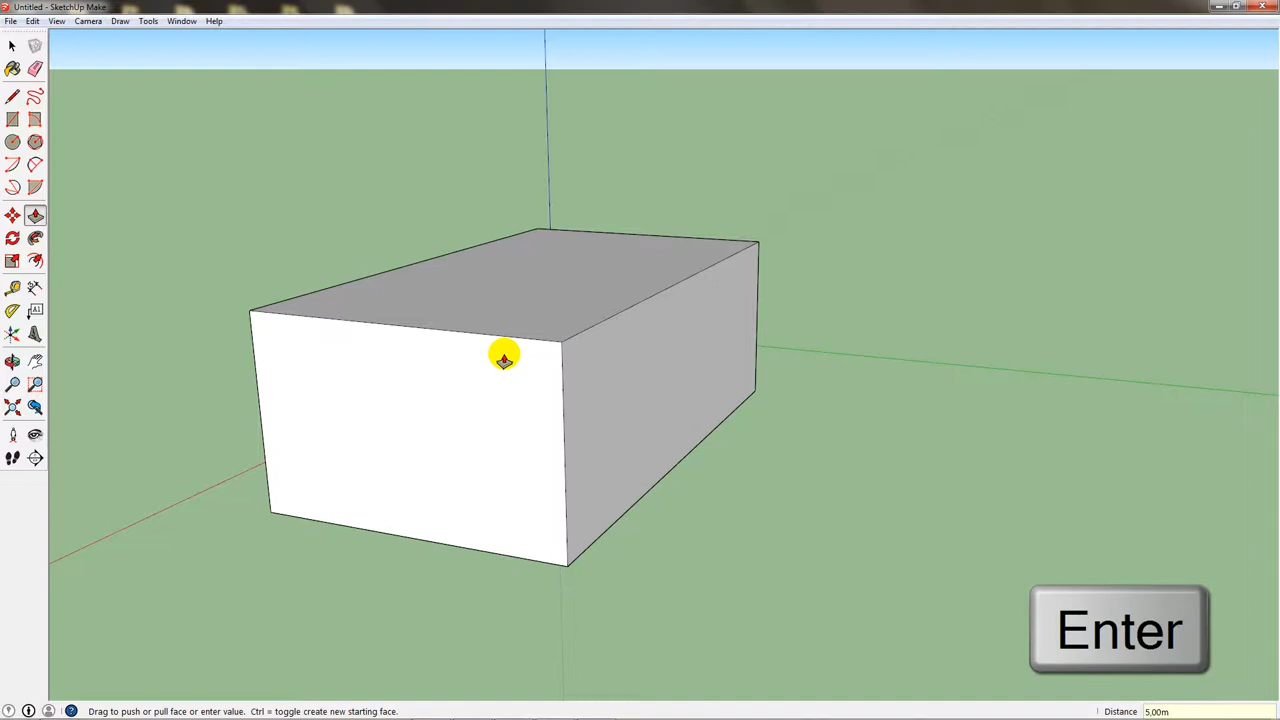 Untitled - SketchUp Make
File Edit View Camera Draw Tools Window Help
A1
Enter
Drag to push or pull face or enter value. Ctrl = toggle create new starting face.
Distance 5,00m